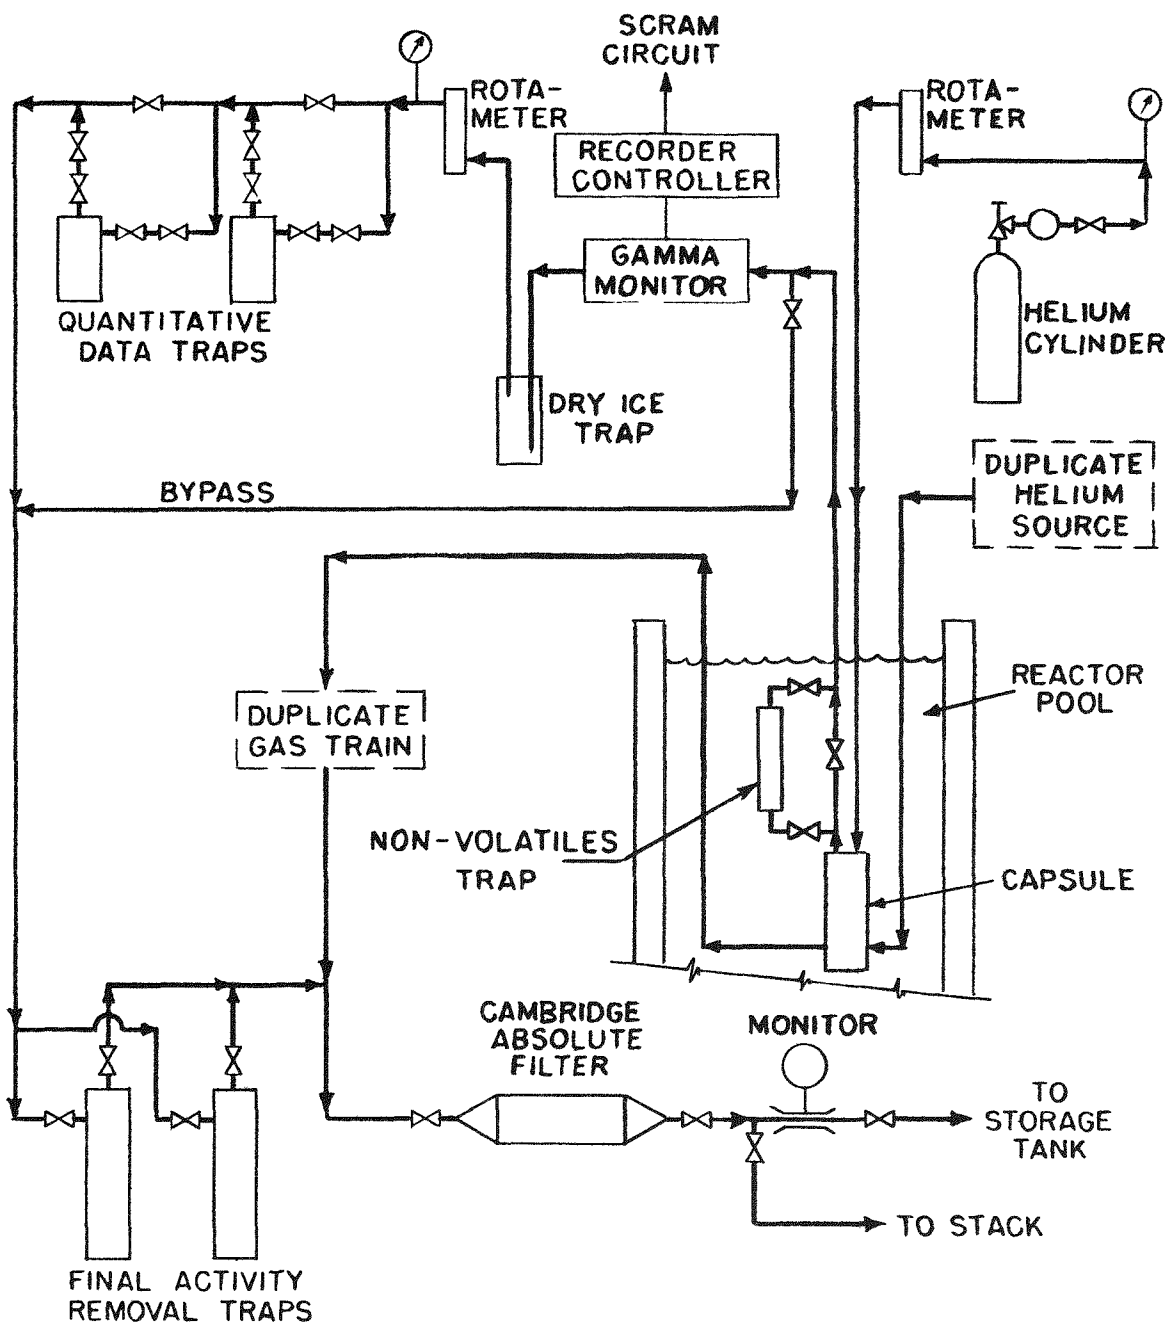 SCRAM
CIRCUIT
ROTA-
METER
ROTA-
METER
RECORDER
CONTROLLER
GAMMA
MONITOR
QUANTITATIVE
DATA TRAPS
HELIUM
CYLINDER
DRY ICE
TRAP
DUPLICATE
HELIUM
SOURCE
BYPASS
REACTOR
POOL
DUPLICATE
GAS TRAIN
NON-VOLATILES
TRAP
CAPSULE
CAMBRIDGE
ABSOLUTE
FILTER
MONITOR
TO
STORAGE
TANK
TO STACK
FINAL ACTIVITY
REMOVAL TRAPS